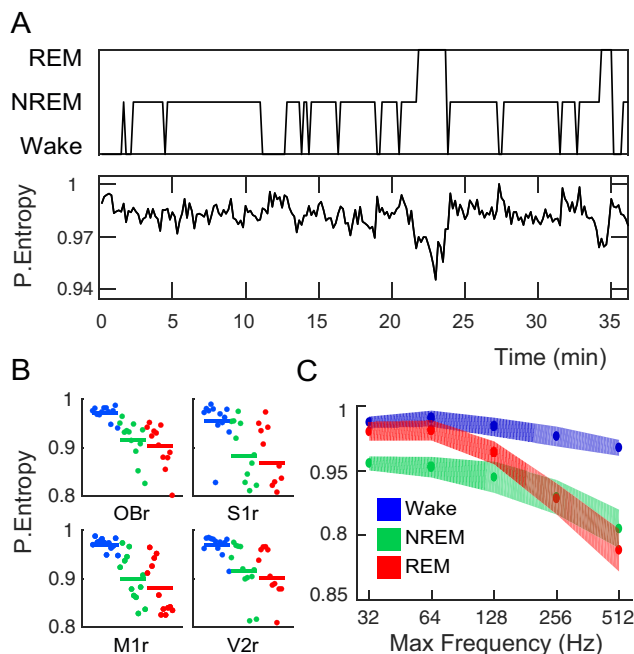 A
REM
NREM
Wake
P.Entropy
1
0.97
0.94
0 5 10 15 20 25 30 35
Time (min)
B
P.Entropy
1
0.9
0.8
OBr
S1r
1
0.9
0.8
M1r
V2r
C
1
0.95
0.8
0.85
Wake
NREM
REM
32 64 128 256 512
Max Frequency (Hz)